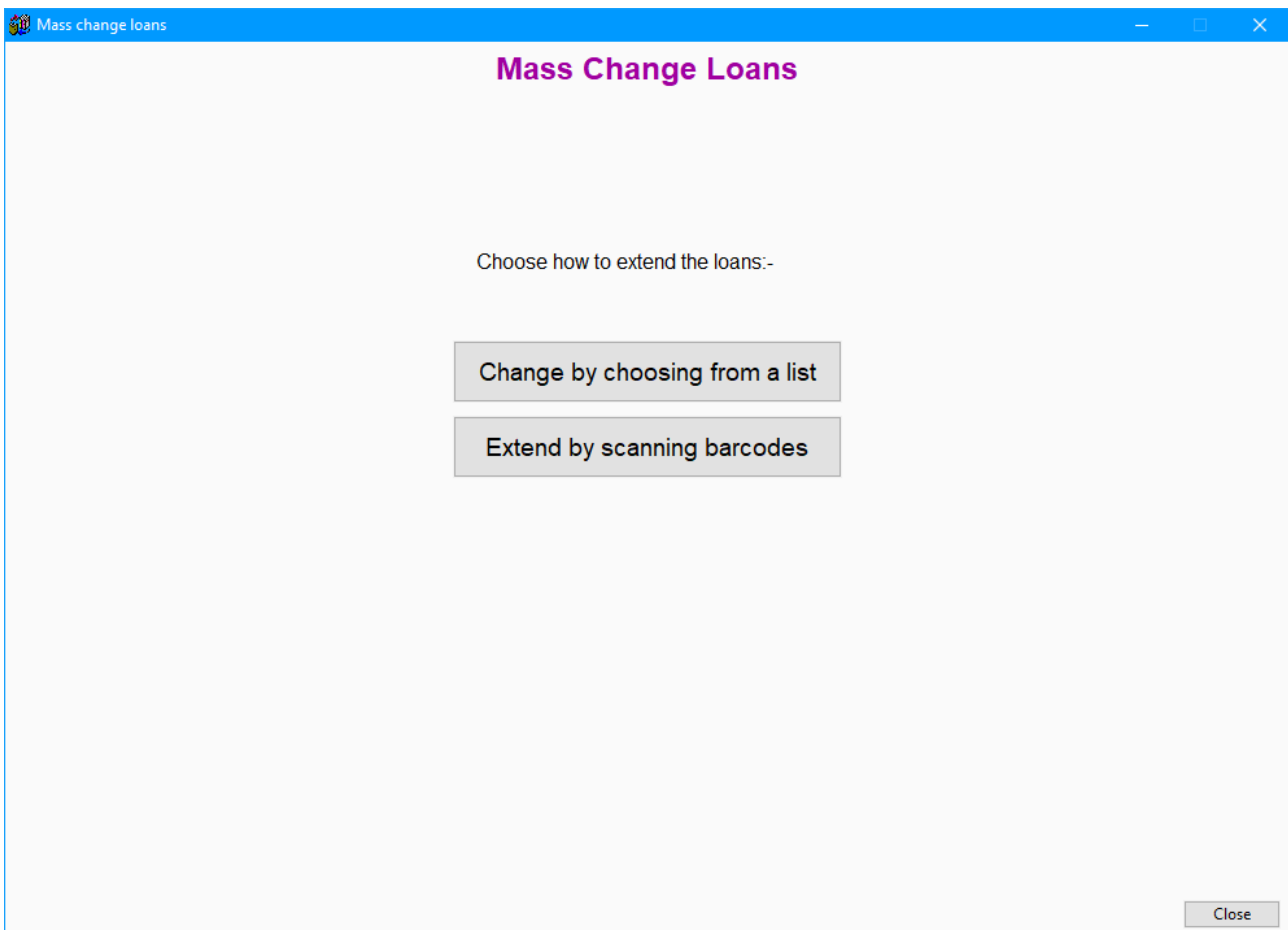 Mass change loans
Mass Change Loans
Choose how to extend the loans:-
Change by choosing from a list
Extend by scanning barcodes
Close